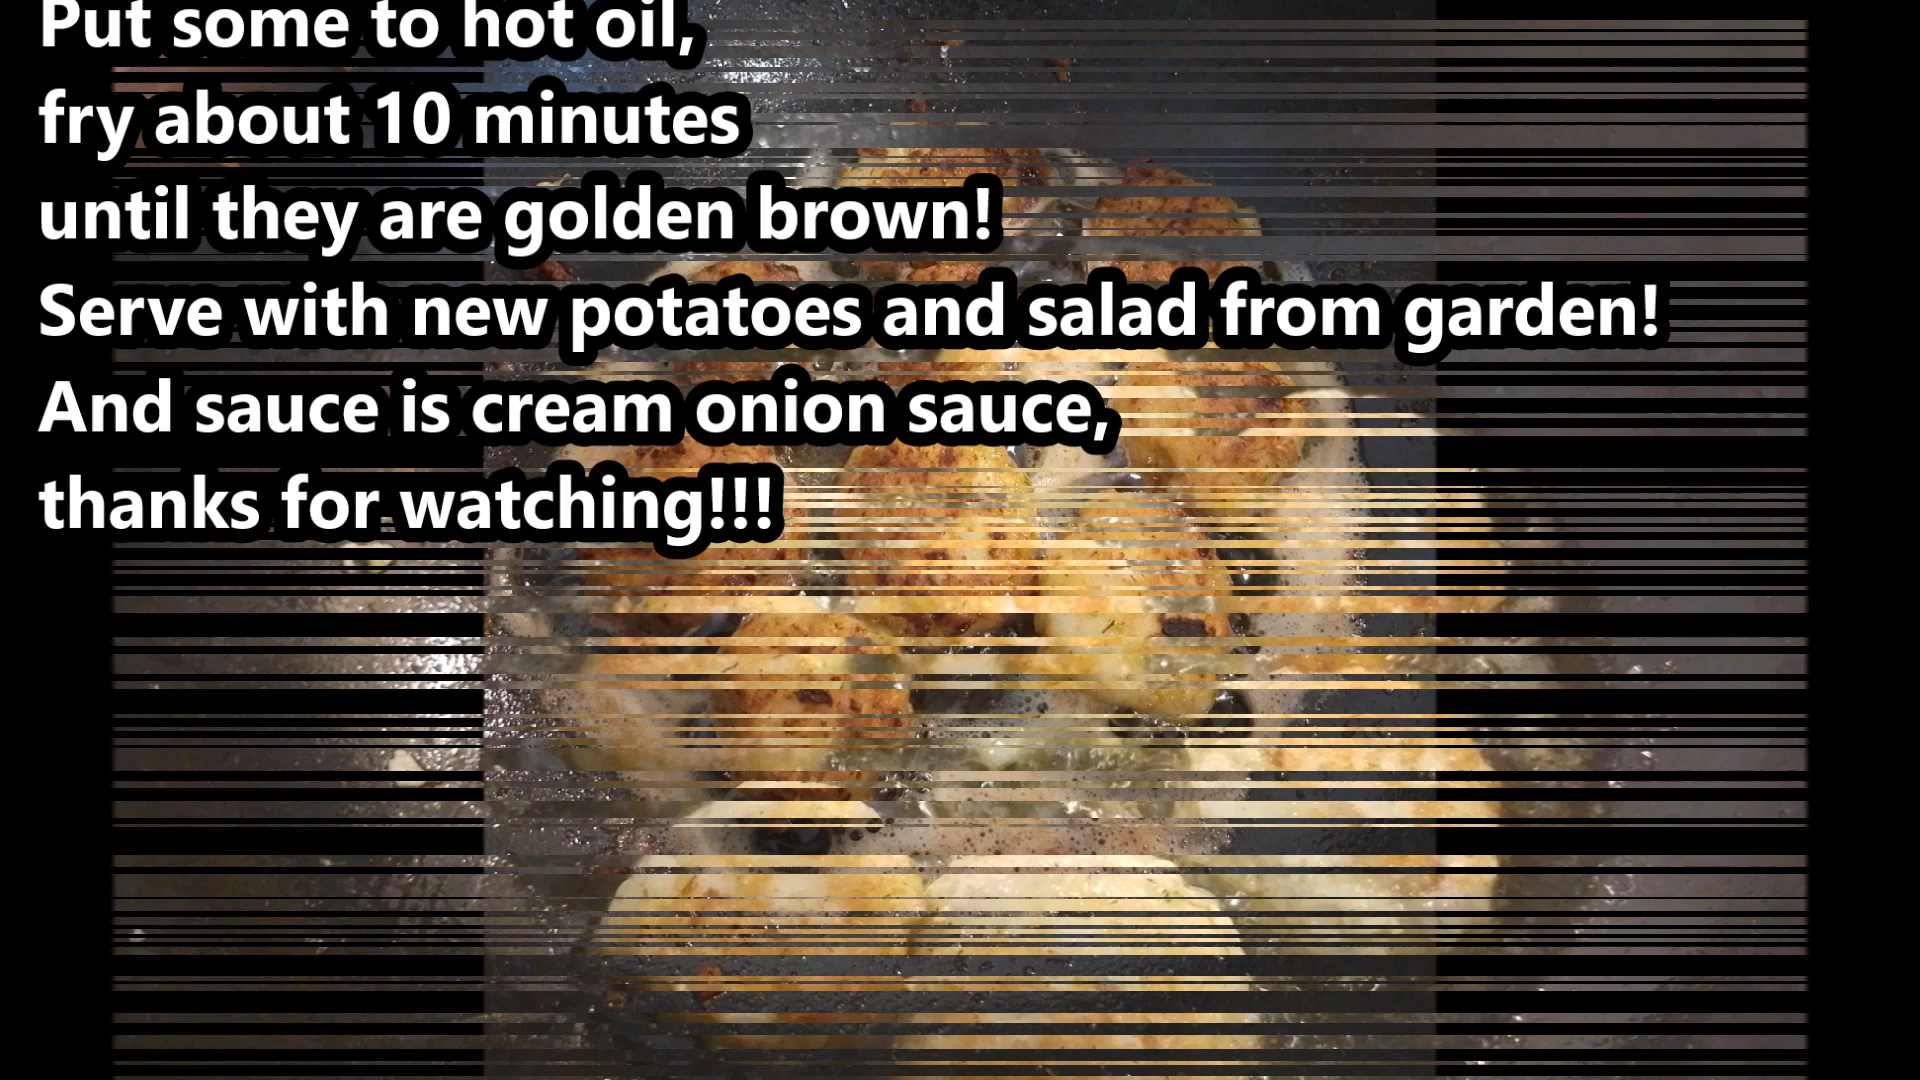 Put some to hot oil,
fry about 10 minutes
until they are golden brown!
Serve with new potatoes and salad from garden!
And sauce is cream onion sauce,
thanks for watching!!!